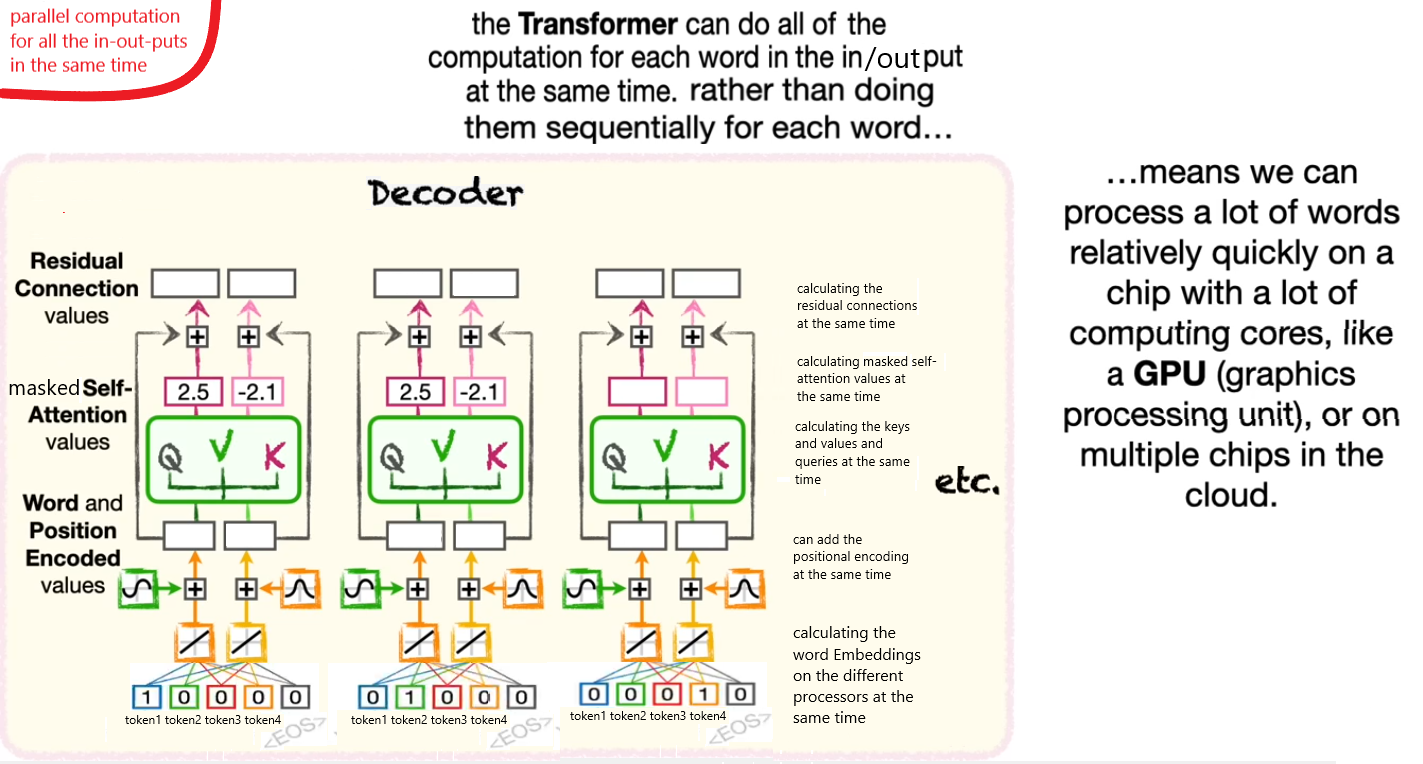 parallel computation
for all the in-out-puts
in the same time
the Transformer can do all of the
computation for each word in the in/output
at the same time. rather than doing
them sequentially for each word...
...means we can
process a lot of words
relatively quickly on a
chip with a lot of
computing cores, like
a GPU (graphics
processing unit), or on
multiple chips in the
cloud.
Decoder
Residual
Connection
values
+ + + + + +
calculating the
residual connections
at the same time
masked Self-
Attention
values
2.5 -2.1 2.5 -2.1
calculating masked self-
attention values at
the same time
Q V K Q V K Q V K
calculating the keys
and values and
queries at the same
time
etc.
Word and
Position
Encoded
values
+ + + + + +
can add the
positional encoding
at the same time
calculating the
word Embeddings
on the different
processors at the
same time
1 0 0 0 0
token1 token2 token3 token4
<EOS>
0 1 0 0 0
token1 token2 token3 token4
<EOS>
0 0 0 1 0
token1 token2 token3 token4
<EOS>